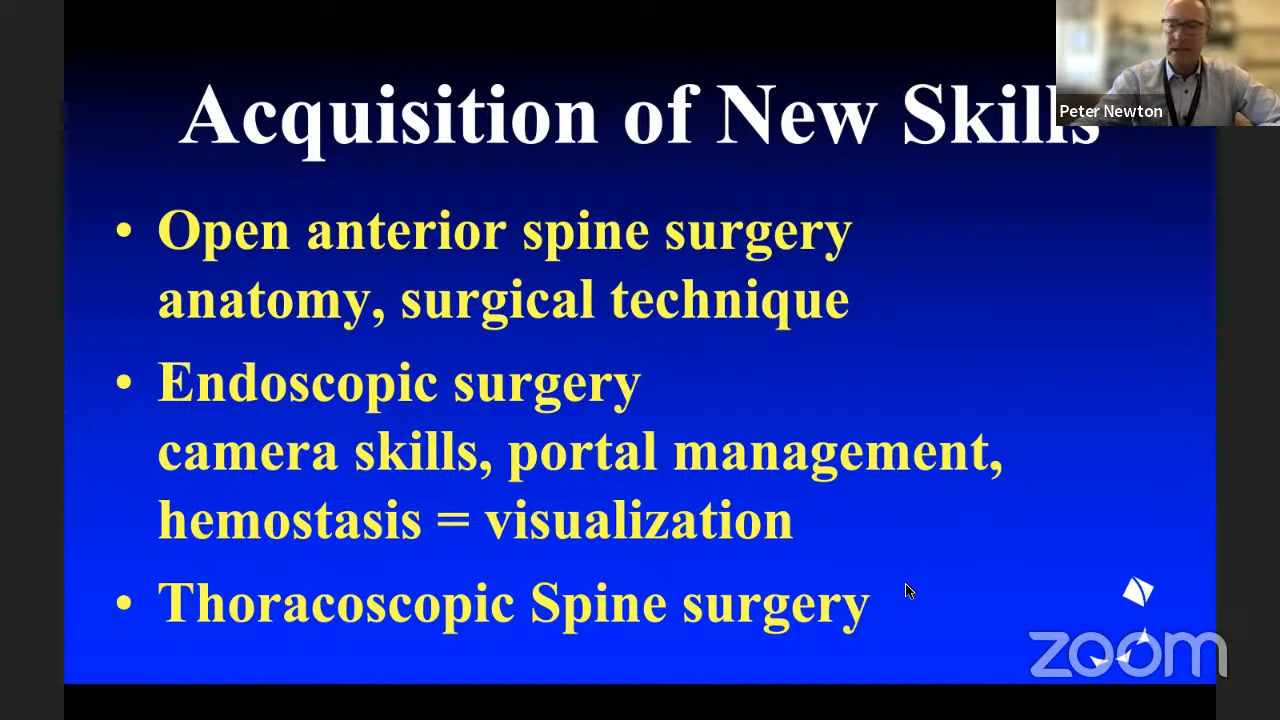 Acquisition of New Skills
Peter Newton
• Open anterior spine surgery
anatomy, surgical technique
• Endoscopic surgery
camera skills, portal management,
hemostasis = visualization
• Thoracoscopic Spine surgery
zoom